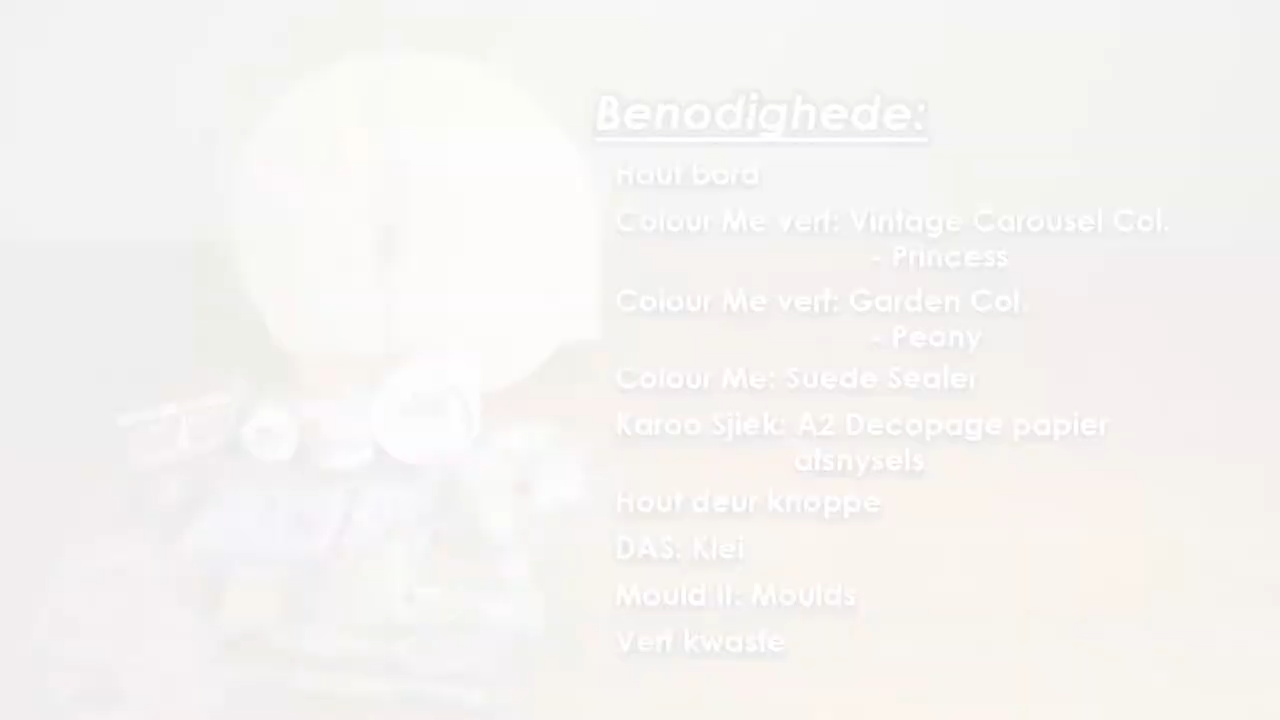 Benodighede:
Hout bord
Colour Me verf: Vintage Carousel Col.
- Princess
Colour Me verf: Garden Col.
- Peony
Colour Me: Suede Sealer
Karoo Sjiek: A2 Decopage papier
afsnysels
Hout deur knoppe
DAS: Klei
Mould it: Moulds
Verf kwaste